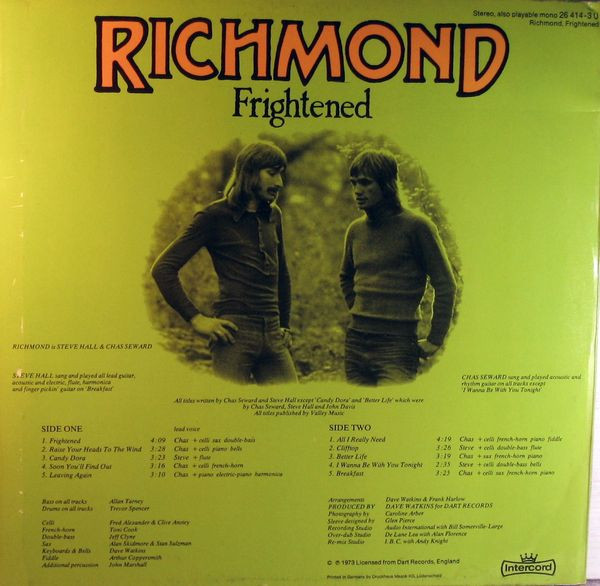 Stereo, also playable mono 26 414-3 U
Richmond, Frightened
RICHMOND
Frightened
RICHMOND is STEVE HALL & CHAS SEWARD
STEVE HALL sang and played all lead guitar,
acoustic and electric, flute, harmonica
and finger pickin' guitar on 'Breakfast'
CHAS SEWARD sang and played acoustic and
rhythm guitar on all tracks except
'I Wanna Be With You Tonight'
All titles written by Chas Seward and Steve Hall except 'Candy Dora' and 'Better Life' which were
by Chas Seward, Steve Hall and John Davis
All titles published by Valley Music
SIDE ONE lead voice
1. Frightened 4:09 Chas + celli sax double-bass
2. Raise Your Heads To The Wind 3:28 Chas + celli piano bells
3. Candy Dora 3:23 Steve + flute
4. Soon You'll Find Out 3:16 Chas + celli french-horn
5. Leaving Again 3:10 Chas + piano electric-piano harmonica
SIDE TWO
1. All I Really Need 4:19 Chas + celli french-horn piano fiddle
2. Clifftop 3:26 Steve + celli double-bass flute
3. Better Life 3:19 Chas + sax french-horn piano
4. I Wanna Be With You Tonight 2:35 Steve + celli double-bass bells
5. Breakfast 3:25 Chas + celli sax french-horn piano
Bass on all tracks Allan Tarney
Drums on all tracks Trevor Spencer
Celli Fred Alexander & Clive Anstey
French-horn Toni Cook
Double-bass Jeff Clyne
Sax Alan Skidmore & Stan Sulzman
Keyboards & Bells Dave Watkins
Fiddle Arthur Coppersmith
Additional percussion John Marshall
Arrangements Dave Watkins & Frank Harlow
PRODUCED BY DAVE WATKINS for DART RECORDS
Photography by Caroline Arber
Sleeve designed by Glen Pierce
Recording Studio Audio International with Bill Somerville-Large
Over-dub Studio De Lane Lea with Alan Florence
Re-mix Studio I. B. C. with Andy Knight
© ℗ 1973 Licensed from Dart Records, England
Printed in Germany by Druckhaus Maack KG, Lüdenscheid
Intercord